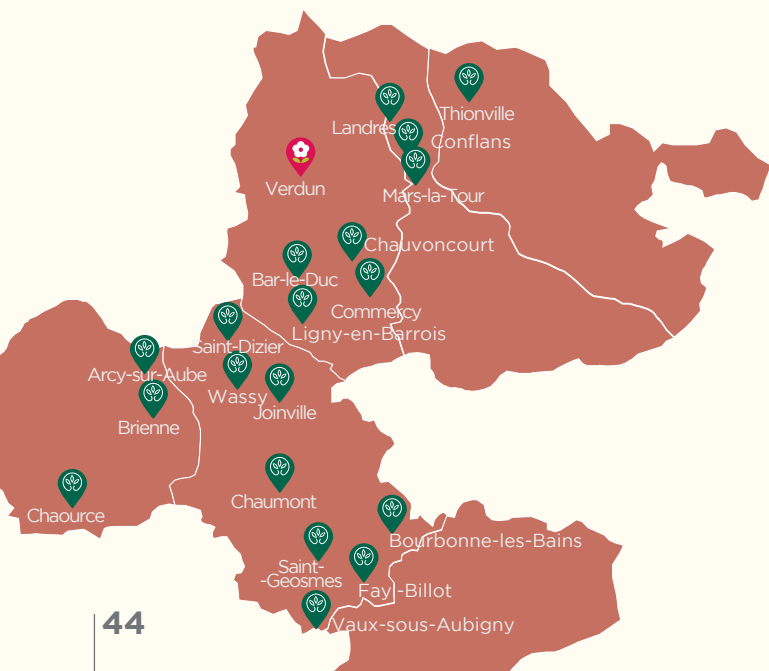 Thionville
Landres
Conflans
Verdun
Mars-la-Tour
Chauvoncourt
Bar-le-Duc
Commercy
Ligny-en-Barrois
Saint-Dizier
Arcy-sur-Aube
Wassy
Joinville
Brienne
Chaumont
Chaource
Bourbonne-les-Bains
Saint-
-Geosmes
Fayl-Billot
Vaux-sous-Aubigny
44